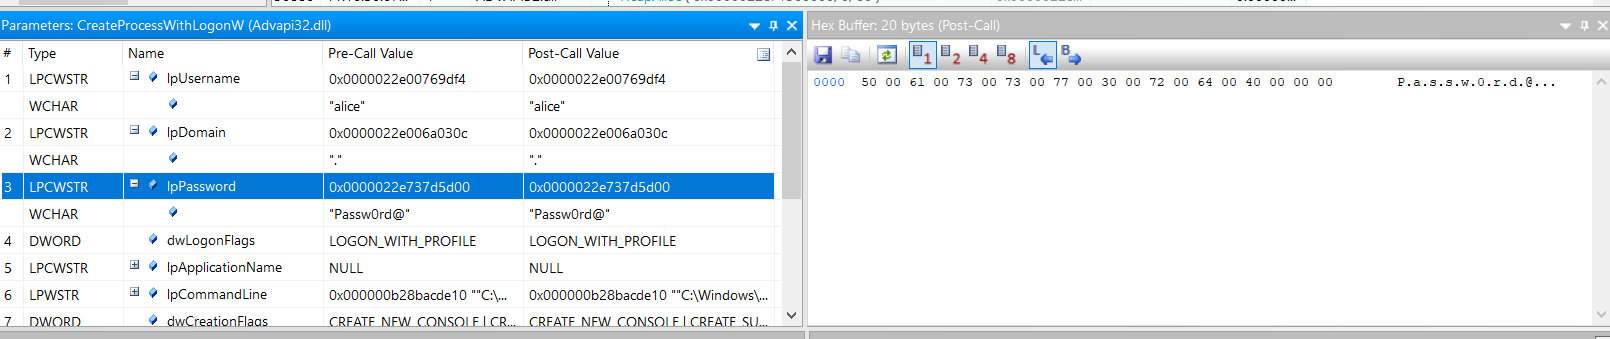 Parameters: CreateProcessWithLogonW (Advapi32.dll)
# Type Name Pre-Call Value Post-Call Value
1 LPCWSTR lpUsername 0x0000022e00769df4 0x0000022e00769df4
WCHAR "alice" "alice"
2 LPCWSTR lpDomain 0x0000022e006a030c 0x0000022e006a030c
WCHAR "." "."
3 LPCWSTR lpPassword 0x0000022e737d5d00 0x0000022e737d5d00
WCHAR "Passw0rd@" "Passw0rd@"
4 DWORD dwLogonFlags LOGON_WITH_PROFILE LOGON_WITH_PROFILE
5 LPCWSTR lpApplicationName NULL NULL
6 LPWSTR lpCommandLine 0x000000b28bacde10 ""C:\... 0x000000b28bacde10 ""C:\Windows\...
7 DWORD dwCreationFlags CREATE_NEW_CONSOLE | CR... CREATE_NEW_CONSOLE | CREATE_SU...
Hex Buffer: 20 bytes (Post-Call)
1 2 4 8 L B
0000 50 00 61 00 73 00 73 00 77 00 30 00 72 00 64 00 40 00 00 00 P.a.s.s.w.0.r.d.@...